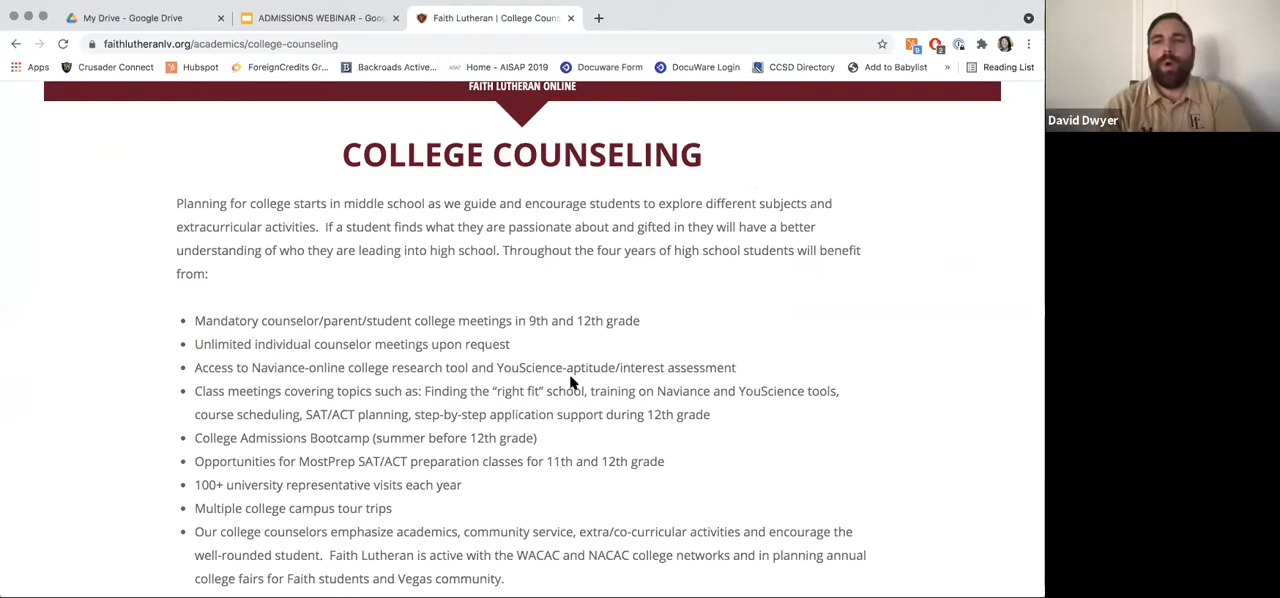 My Drive - Google Drive
ADMISSIONS WEBINAR - Goo
Faith Lutheran | College Couns
faithlutheranlv.org/academics/college-counseling
9
2
Apps
Crusader Connect
Hubspot
ForeignCredits Gr...
Backroads Active...
Home - AISAP 2019
Docuware Form
DocuWare Login
CCSD Directory
Add to Babylist
»
Reading List
David Dwyer
FAITH LUTHERAN ONLINE
COLLEGE COUNSELING
Planning for college starts in middle school as we guide and encourage students to explore different subjects and
extracurricular activities.  If a student finds what they are passionate about and gifted in they will have a better
understanding of who they are leading into high school. Throughout the four years of high school students will benefit
from:
• Mandatory counselor/parent/student college meetings in 9th and 12th grade
• Unlimited individual counselor meetings upon request
• Access to Naviance-online college research tool and YouScience-aptitude/interest assessment
• Class meetings covering topics such as: Finding the “right fit” school, training on Naviance and YouScience tools,
course scheduling, SAT/ACT planning, step-by-step application support during 12th grade
• College Admissions Bootcamp (summer before 12th grade)
• Opportunities for MostPrep SAT/ACT preparation classes for 11th and 12th grade
• 100+ university representative visits each year
• Multiple college campus tour trips
• Our college counselors emphasize academics, community service, extra/co-curricular activities and encourage the
well-rounded student.  Faith Lutheran is active with the WACAC and NACAC college networks and in planning annual
college fairs for Faith students and Vegas community.